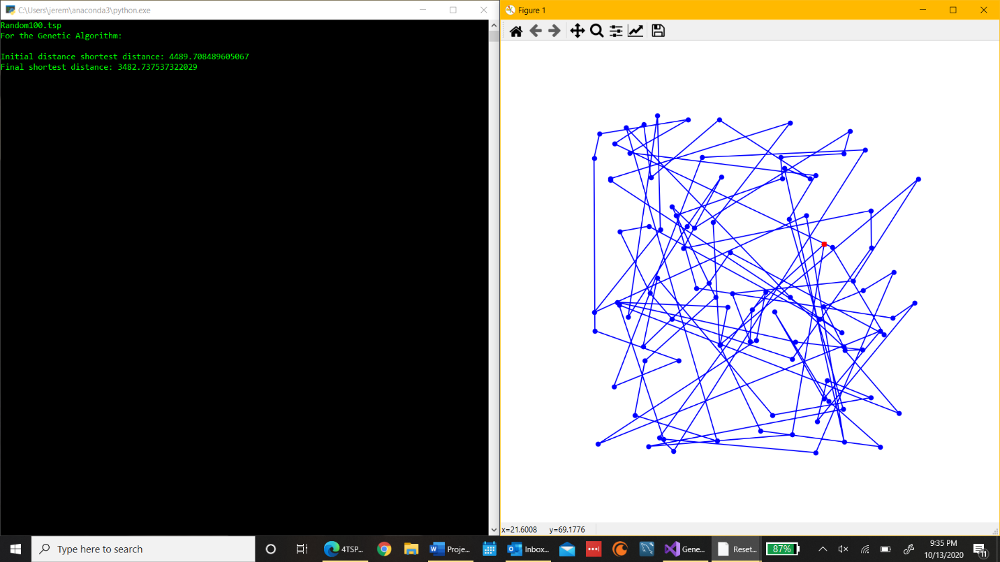 C:\Users\jerem\anaconda3\python.exe
Random100.tsp
For the Genetic Algorithm:
Initial distance shortest distance: 4489.708489605067
Final shortest distance: 3482.737537322029
Figure 1
x=21.6008 y=69.1776
Type here to search
4TSP...
Proje...
Inbox...
Gene...
Reset...
87%
9:35 PM
10/13/2020
11